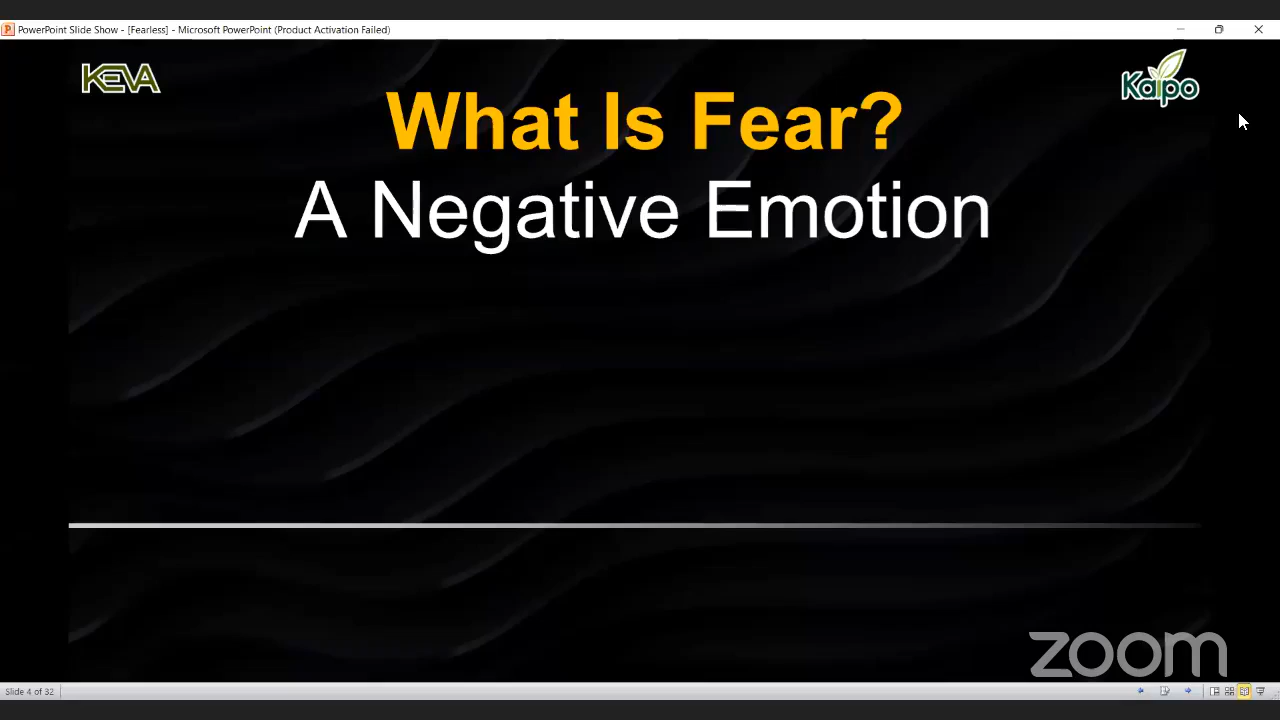 PowerPoint Slide Show - [Fearless] - Microsoft PowerPoint (Product Activation Failed)
KEVA
Kaipo
What Is Fear?
A Negative Emotion
zoom
Slide 4 of 32